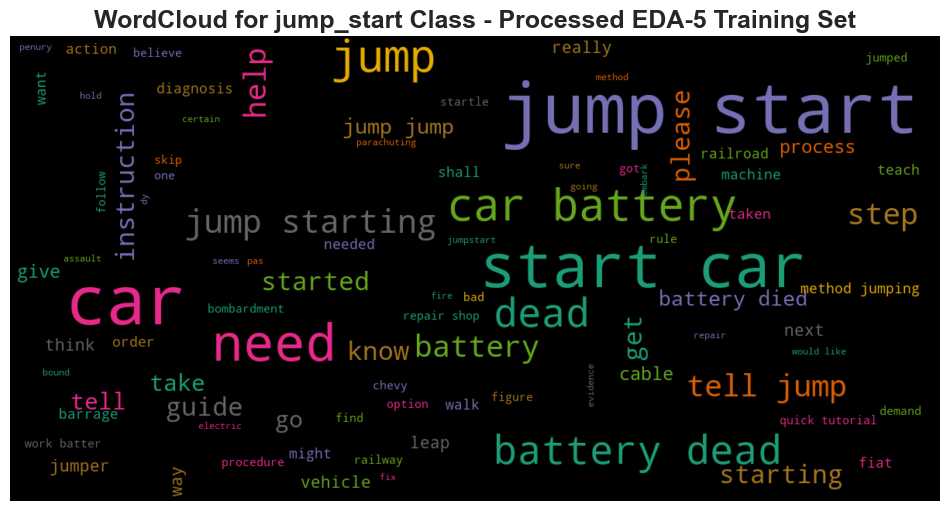 WordCloud for jump_start Class - Processed EDA-5 Training Set
penury
action
believe
help
jump
really
jumped
want
hold
diagnosis
startle
method
jump start
certain
instruction
jump jump
parachuting
please
railroad
process
skip
one
follow
dy
shall
sure
going
got
embark
machine
teach
jump starting
car battery
taken
step
needed
jumpstart
rule
assault
give
seems
pas
started
start car
car
bombardment
fire
bad
battery died
method jumping
repair shop
dead
need
know
battery
get
repair
next
would like
think
order
bound
take
chevy
cable
evidence
tell jump
tell
barrage
guide
go
option
walk
figure
find
quick tutorial
demand
electric
work batter
leap
battery dead
jumper
way
procedure
might
railway
fix
vehicle
starting
fiat